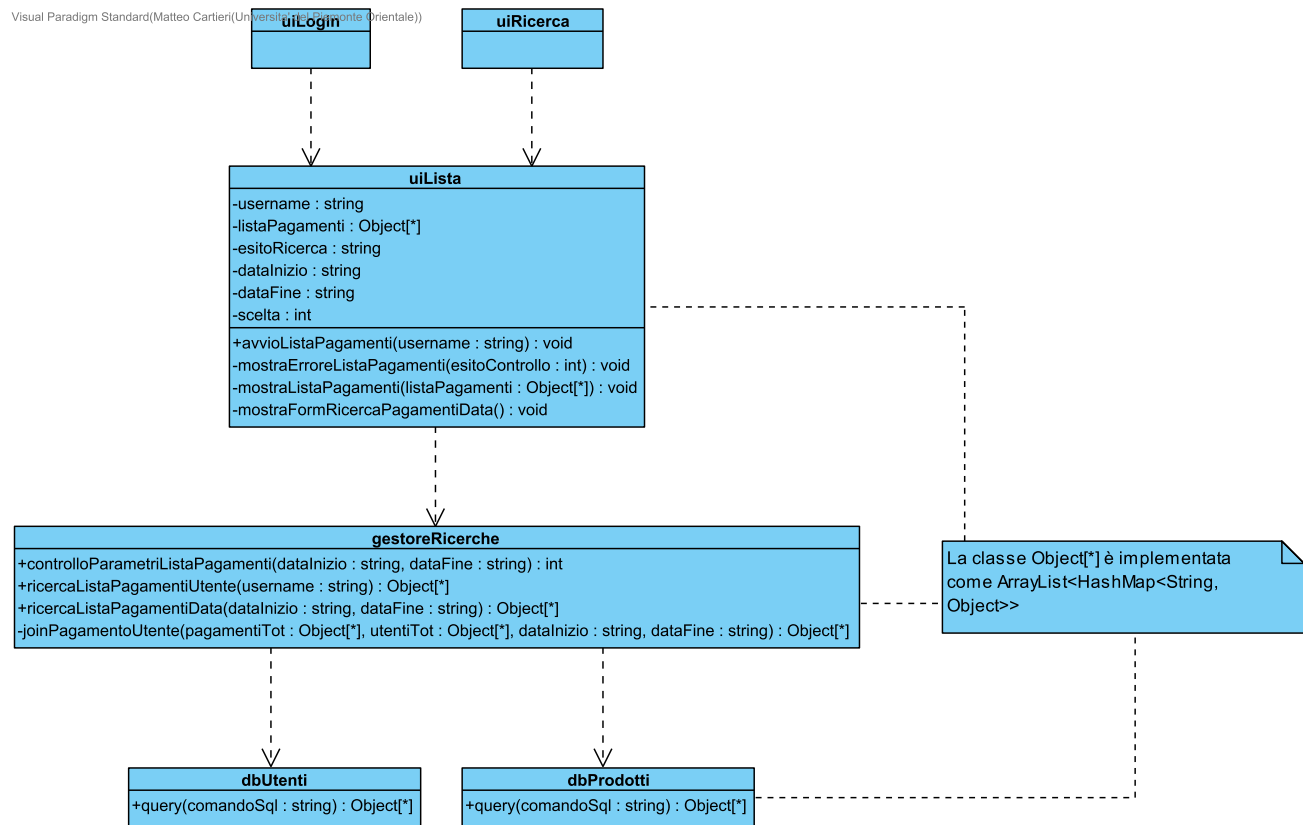 Visual Paradigm Standard(Matteo Cartieri(Universita' del Piemonte Orientale))
uiLogin
uiRicerca
uiLista
-username : string
-listaPagamenti : Object[*]
-esitoRicerca : string
-dataInizio : string
-dataFine : string
-scelta : int
+avvioListaPagamenti(username : string) : void
-mostraErroreListaPagamenti(esitoControllo : int) : void
-mostraListaPagamenti(listaPagamenti : Object[*]) : void
-mostraFormRicercaPagamentiData() : void
gestoreRicerche
+controlloParametriListaPagamenti(dataInizio : string, dataFine : string) : int
+ricercaListaPagamentiUtente(username : string) : Object[*]
+ricercaListaPagamentiData(dataInizio : string, dataFine : string) : Object[*]
-joinPagamentoUtente(pagamentiTot : Object[*], utentiTot : Object[*], dataInizio : string, dataFine : string) : Object[*]
La classe Object[*] è implementata
come ArrayList<HashMap<String,
Object>>
dbUtenti
+query(comandoSql : string) : Object[*]
dbProdotti
+query(comandoSql : string) : Object[*]